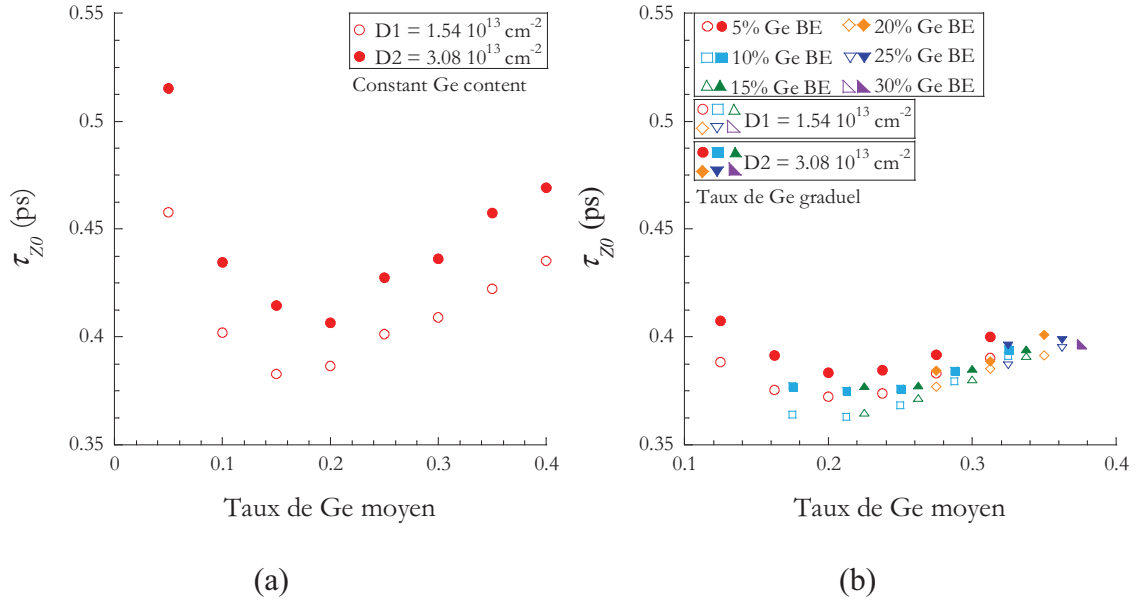 0.55
0.5
0.45
0.4
0.35
0
0.1
0.2
0.3
0.4
τZ0 (ps)
Taux de Ge moyen
D1 = 1.54 10^13 cm^-2
D2 = 3.08 10^13 cm^-2
Constant Ge content
(a)
0.55
0.5
0.45
0.4
0.35
0.1
0.2
0.3
0.4
τZ0 (ps)
Taux de Ge moyen
5% Ge BE
20% Ge BE
10% Ge BE
25% Ge BE
15% Ge BE
30% Ge BE
D1 = 1.54 10^13 cm^-2
D2 = 3.08 10^13 cm^-2
Taux de Ge graduel
(b)